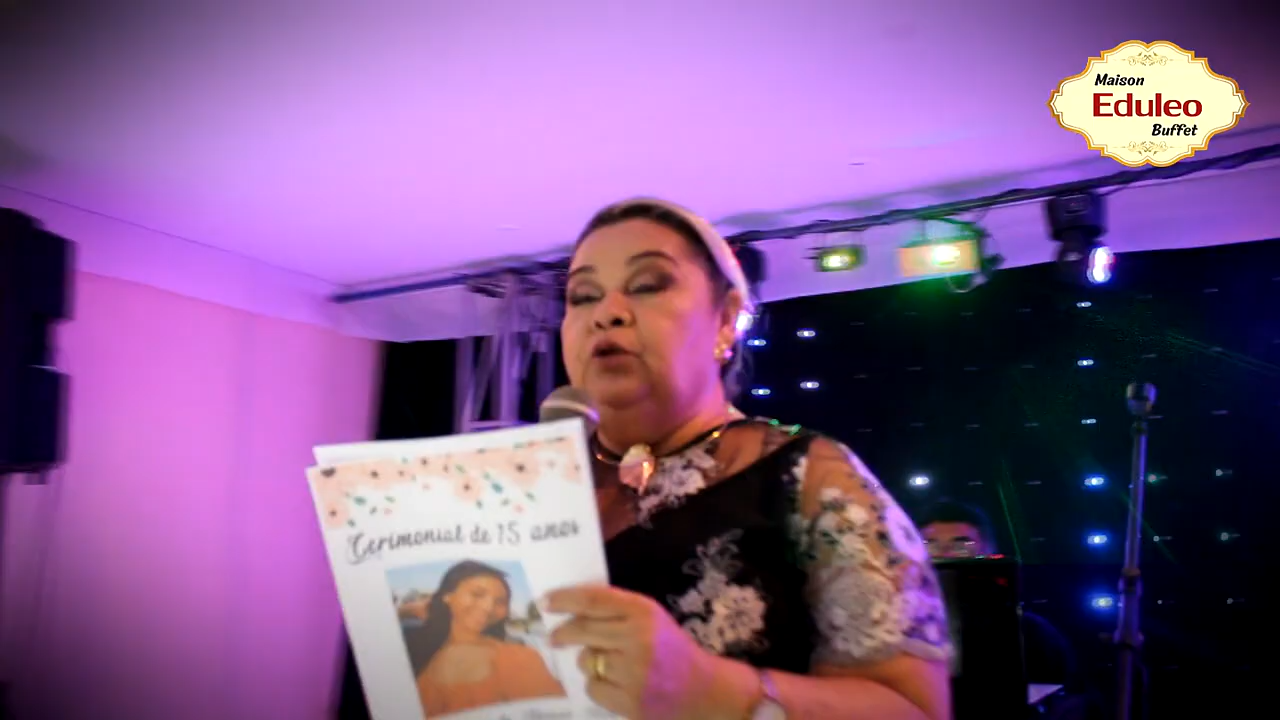 Maison
Eduleo
Buffet
Cerimonial de 15 anos